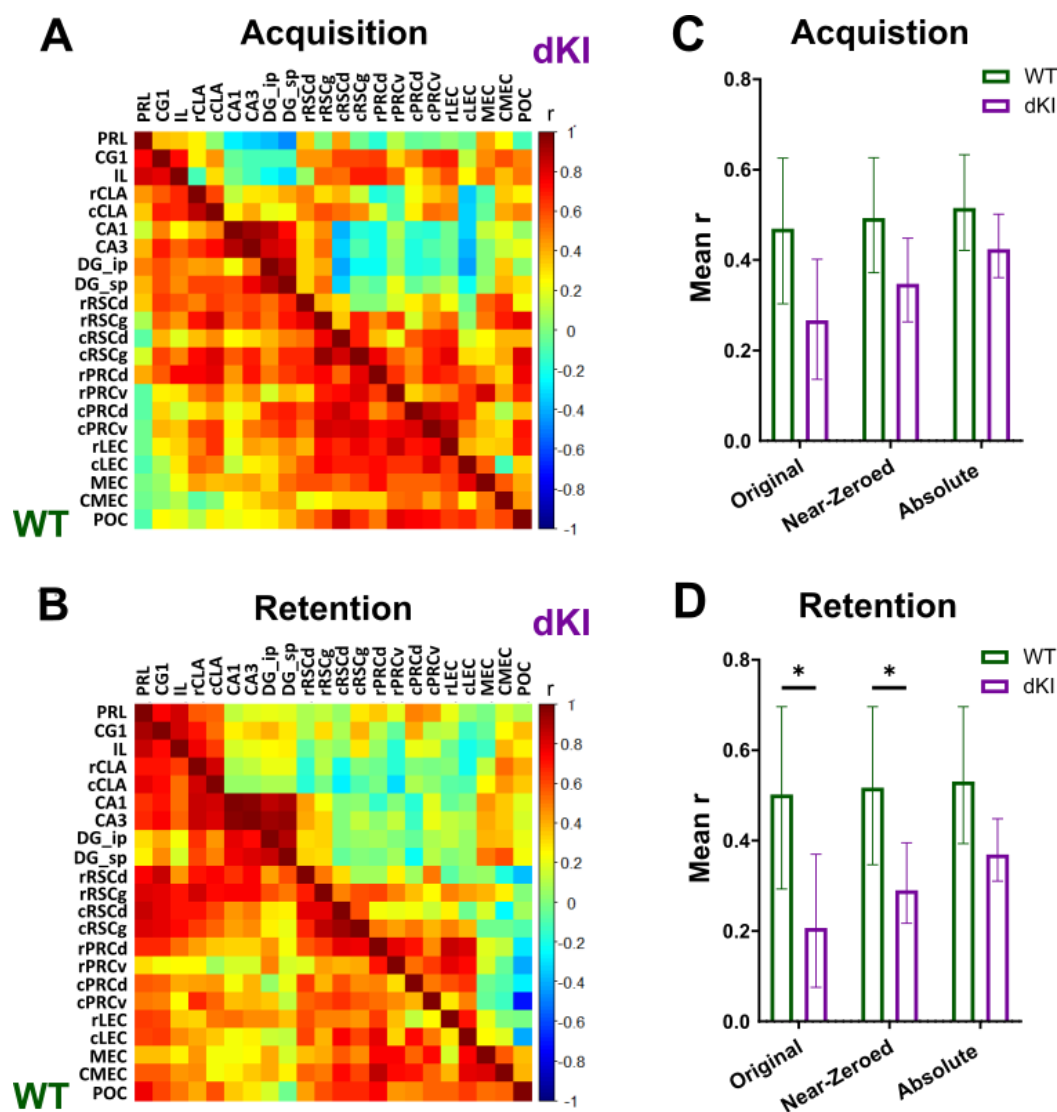 A
Acquisition
dKI
PRL CG1 IL rCLA cCLA CA1 CA3 DG_ip DG_sp rRSCd rRSCg cRSCd cRSCg rPRCd rPRCv cPRCd cPRCv rLEC cLEC MEC CMEC POC
r
PRL
CG1
IL
rCLA
cCLA
CA1
CA3
DG_ip
DG_sp
rRSCd
rRSCg
cRSCd
cRSCg
rPRCd
rPRCv
cPRCd
cPRCv
rLEC
cLEC
MEC
CMEC
POC
WT
1
0.8
0.6
0.4
0.2
0
-0.2
-0.4
-0.6
-0.8
-1
C
Acquistion
WT
dKI
Mean r
0.8
0.6
0.4
0.2
0.0
Original
Near-Zeroed
Absolute
B
Retention
dKI
PRL CG1 IL rCLA cCLA CA1 CA3 DG_ip DG_sp rRSCd rRSCg cRSCd cRSCg rPRCd rPRCv cPRCd cPRCv rLEC cLEC MEC CMEC POC
r
PRL
CG1
IL
rCLA
cCLA
CA1
CA3
DG_ip
DG_sp
rRSCd
rRSCg
cRSCd
cRSCg
rPRCd
rPRCv
cPRCd
cPRCv
rLEC
cLEC
MEC
CMEC
POC
WT
1
0.8
0.6
0.4
0.2
0
-0.2
-0.4
-0.6
-0.8
-1
D
Retention
WT
dKI
* *
Mean r
0.8
0.6
0.4
0.2
0.0
Original
Near-Zeroed
Absolute